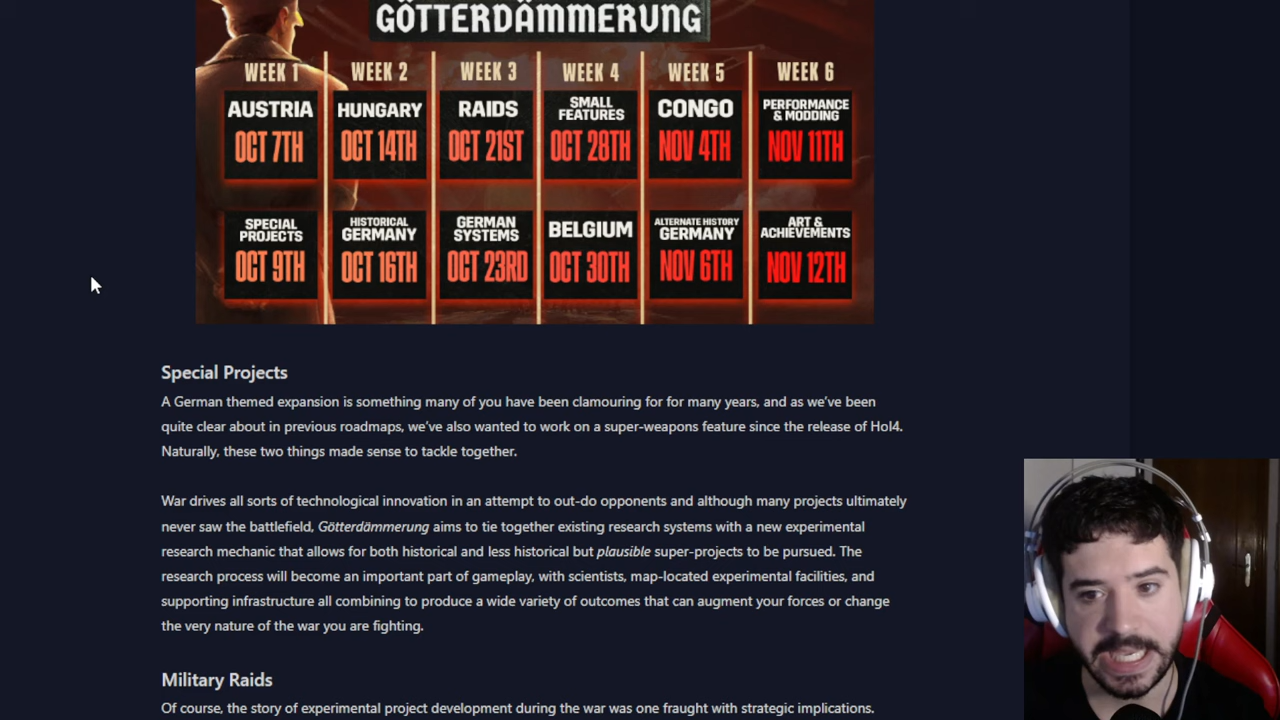 GÖTTERDÄMMERUNG
WEEK 1 WEEK 2 WEEK 3 WEEK 4 WEEK 5 WEEK 6
AUSTRIA
OCT 7TH
HUNGARY
OCT 14TH
RAIDS
OCT 21ST
SMALL
FEATURES
OCT 28TH
CONGO
NOV 4TH
PERFORMANCE
& MODDING
NOV 11TH
SPECIAL
PROJECTS
OCT 9TH
HISTORICAL
GERMANY
OCT 16TH
GERMAN
SYSTEMS
OCT 23RD
BELGIUM
OCT 30TH
ALTERNATE HISTORY
GERMANY
NOV 6TH
ART &
ACHIEVEMENTS
NOV 12TH
Special Projects
A German themed expansion is something many of you have been clamouring for for many years, and as we've been
quite clear about in previous roadmaps, we've also wanted to work on a super-weapons feature since the release of HoI4.
Naturally, these two things made sense to tackle together.
War drives all sorts of technological innovation in an attempt to out-do opponents and although many projects ultimately
never saw the battlefield, Götterdämmerung aims to tie together existing research systems with a new experimental
research mechanic that allows for both historical and less historical but plausible super-projects to be pursued. The
research process will become an important part of gameplay, with scientists, map-located experimental facilities, and
supporting infrastructure all combining to produce a wide variety of outcomes that can augment your forces or change
the very nature of the war you are fighting.
Military Raids
Of course, the story of experimental project development during the war was one fraught with strategic implications.